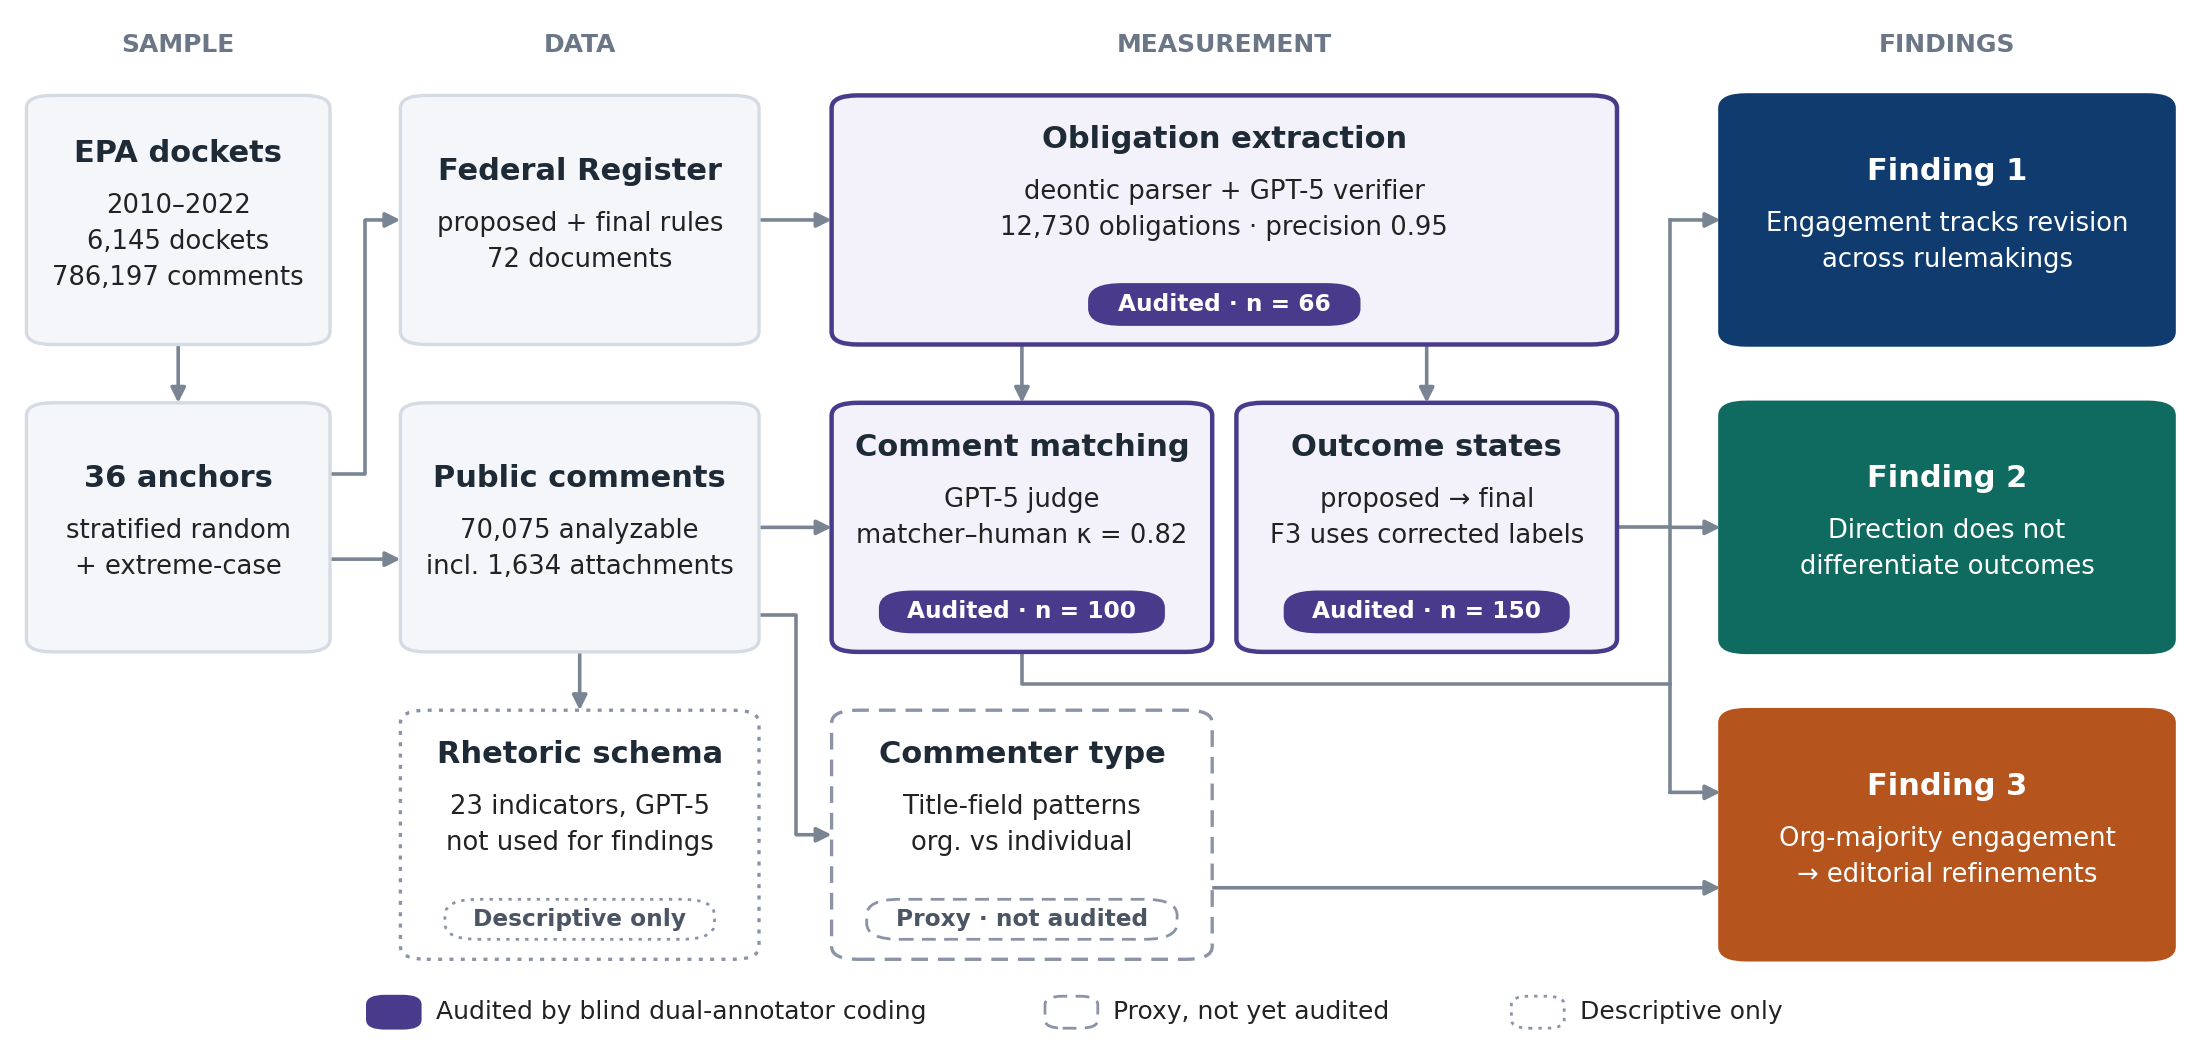 SAMPLE
DATA
MEASUREMENT
FINDINGS
EPA dockets
2010–2022
6,145 dockets
786,197 comments
Federal Register
proposed + final rules
72 documents
Obligation extraction
deontic parser + GPT-5 verifier
12,730 obligations · precision 0.95
Audited · n = 66
Finding 1
Engagement tracks revision
across rulemakings
36 anchors
stratified random
+ extreme-case
Public comments
70,075 analyzable
incl. 1,634 attachments
Comment matching
GPT-5 judge
matcher–human κ = 0.82
Audited · n = 100
Outcome states
proposed → final
F3 uses corrected labels
Audited · n = 150
Finding 2
Direction does not
differentiate outcomes
Rhetoric schema
23 indicators, GPT-5
not used for findings
Descriptive only
Commenter type
Title-field patterns
org. vs individual
Proxy · not audited
Finding 3
Org-majority engagement
→ editorial refinements
Audited by blind dual-annotator coding
Proxy, not yet audited
Descriptive only